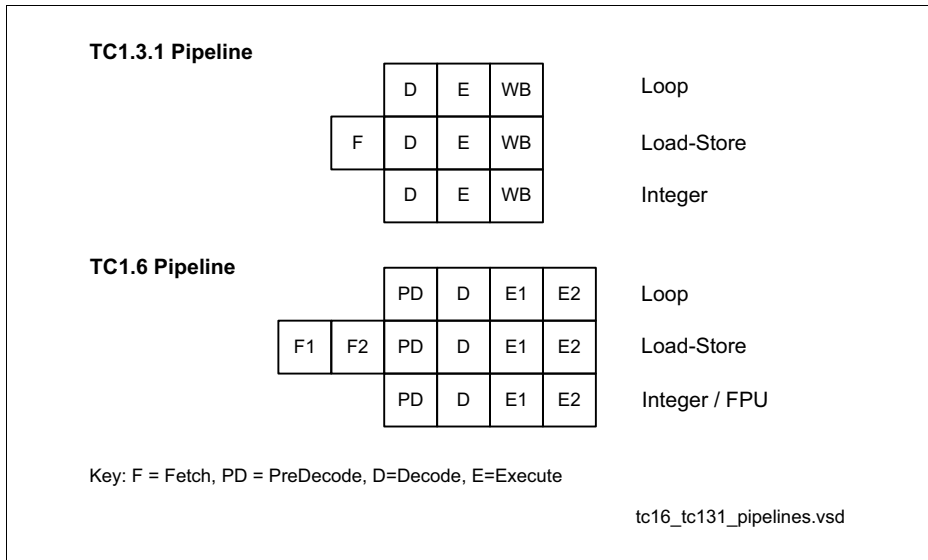 TC1.3.1 Pipeline
D E WB Loop
F D E WB Load-Store
D E WB Integer
TC1.6 Pipeline
PD D E1 E2 Loop
F1 F2 PD D E1 E2 Load-Store
PD D E1 E2 Integer / FPU
Key: F = Fetch, PD = PreDecode, D=Decode, E=Execute
tc16_tc131_pipelines.vsd